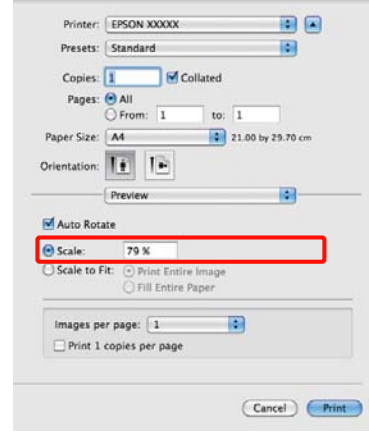 Printer: EPSON XXXXX
Presets: Standard
Copies: 1 Collated
Pages: All
From: 1 to: 1
Paper Size: A4 21.00 by 29.70 cm
Orientation:
Preview
Auto Rotate
Scale: 79 %
Scale to Fit: Print Entire Image
Fill Entire Paper
Images per page: 1
Print 1 copies per page
Cancel Print